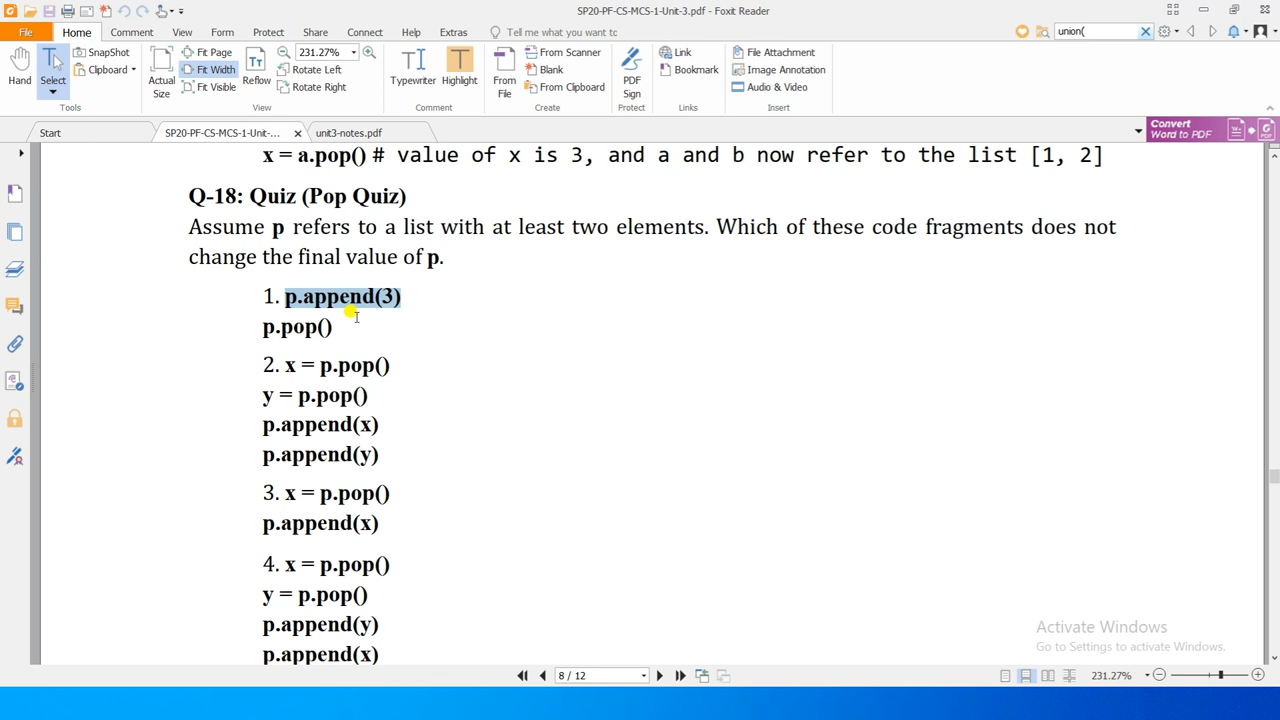 SP20-PF-CS-MCS-1-Unit-3.pdf - Foxit Reader
File Home Comment View Form Protect Share Connect Help Extras Tell me what you want to union(
Hand
Select
SnapShot
Clipboard
Tools
Actual Size
Fit Page
Fit Width
Fit Visible
Reflow
231.27%
Rotate Left
Rotate Right
View
Typewriter
Highlight
Comment
From File
From Scanner
Blank
From Clipboard
Create
PDF Sign
Protect
Link
Bookmark
Links
File Attachment
Image Annotation
Audio & Video
Insert
Start SP20-PF-CS-MCS-1-Unit-... unit3-notes.pdf
Convert
Word to PDF
x = a.pop() # value of x is 3, and a and b now refer to the list [1, 2]
Q-18: Quiz (Pop Quiz)
Assume p refers to a list with at least two elements. Which of these code fragments does not
change the final value of p.
1. p.append(3)
p.pop()
2. x = p.pop()
y = p.pop()
p.append(x)
p.append(y)
3. x = p.pop()
p.append(x)
4. x = p.pop()
y = p.pop()
p.append(y)
p.append(x)
Activate Windows
Go to Settings to activate Windows.
8 / 12
231.27%